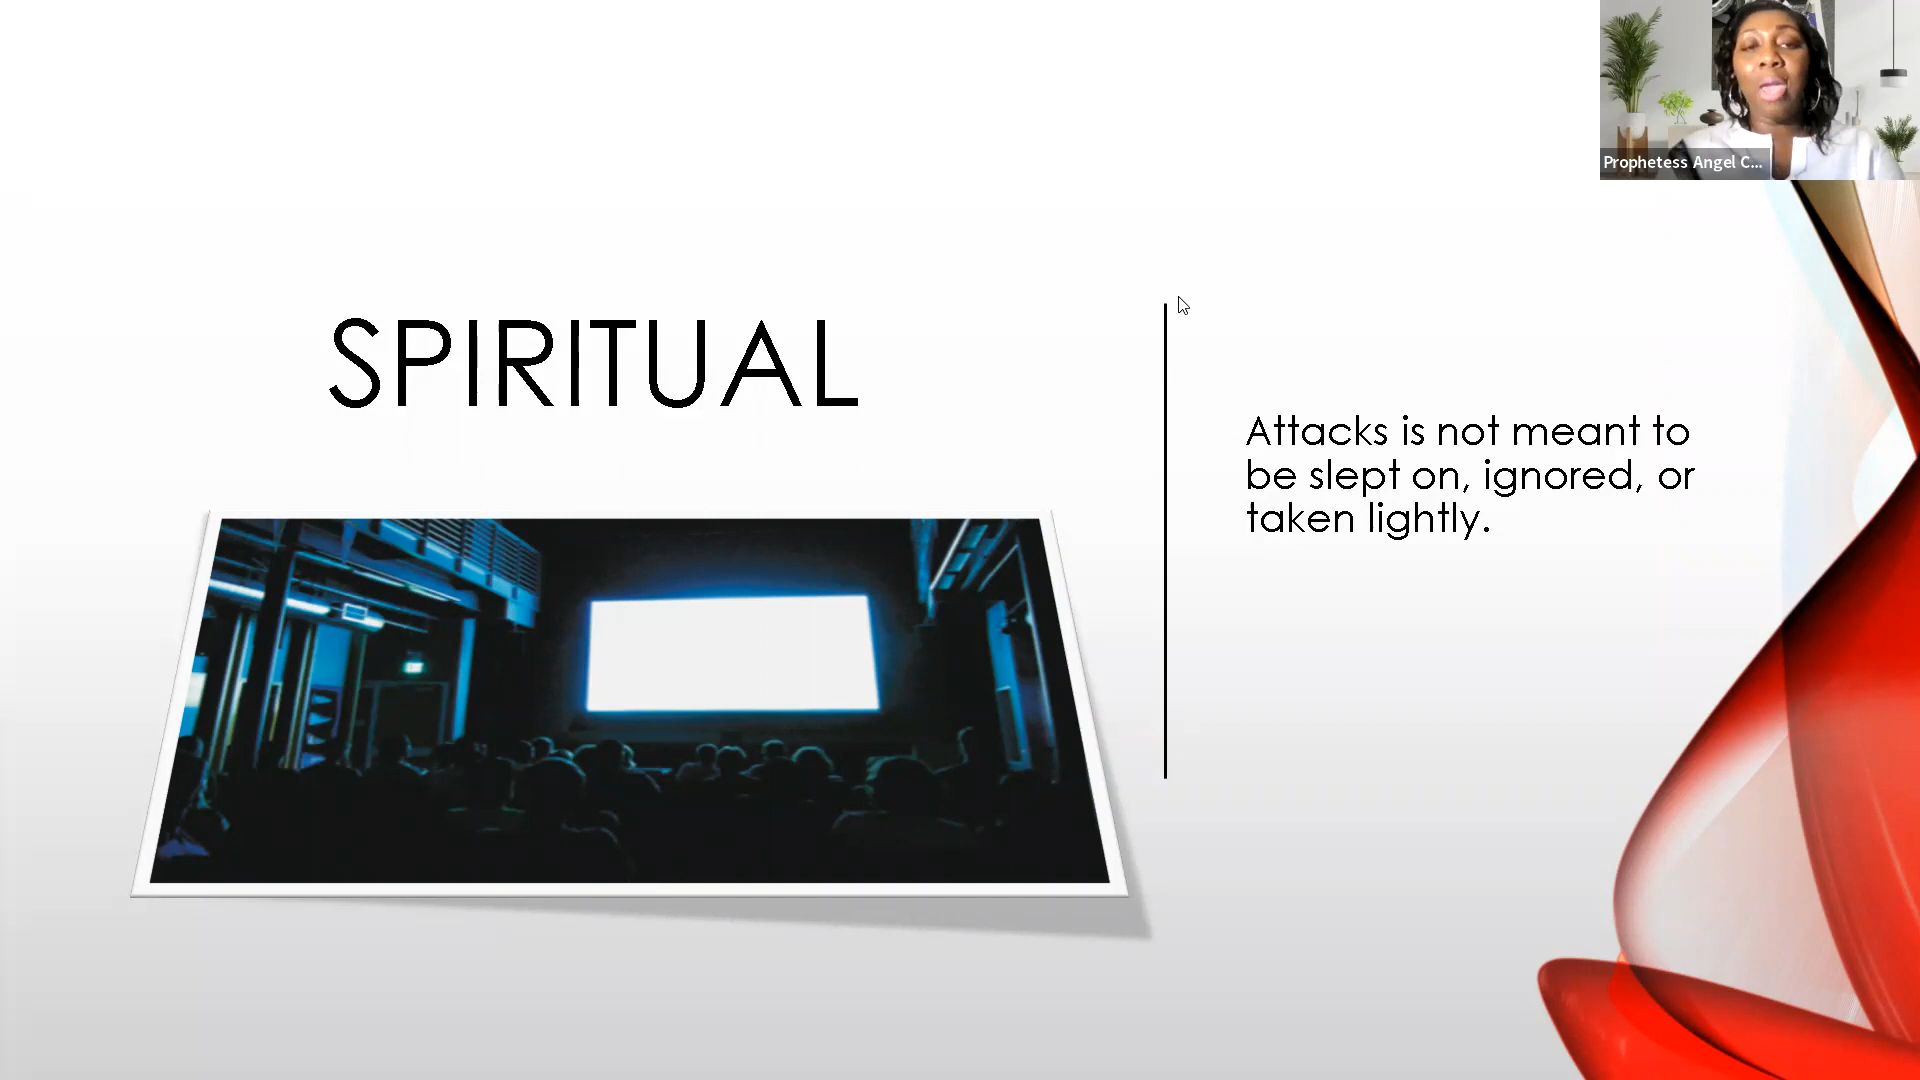 Prophetess Angel C...
SPIRITUAL
Attacks is not meant to
be slept on, ignored, or
taken lightly.